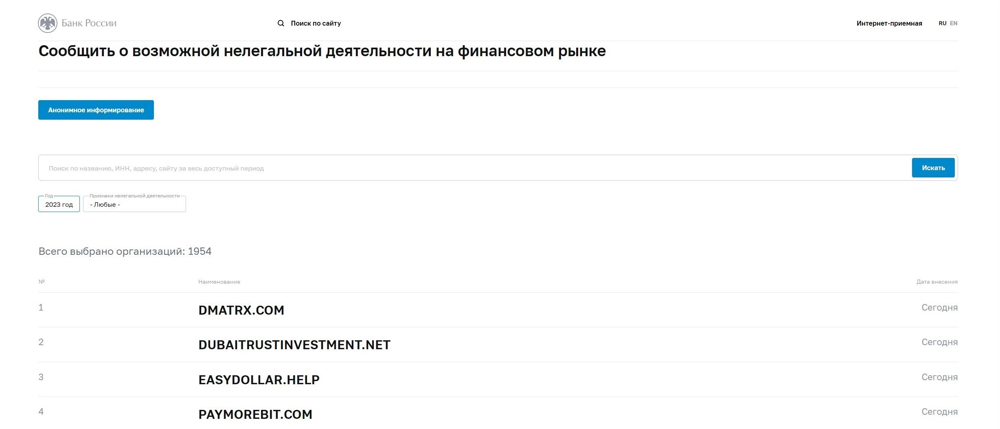 Банк России
Поиск по сайту
Интернет-приемная
RU EN
Сообщить о возможной нелегальной деятельности на финансовом рынке
Анонимное информирование
Поиск по названию, ИНН, адресу, сайту за весь доступный период
Искать
Год
2023 год
Признаки нелегальной деятельности
- Любые -
Всего выбрано организаций: 1954
№ Наименование Дата внесения
1 DMATRX.COM Сегодня
2 DUBAITRUSTINVESTMENT.NET Сегодня
3 EASYDOLLAR.HELP Сегодня
4 PAYMOREBIT.COM Сегодня